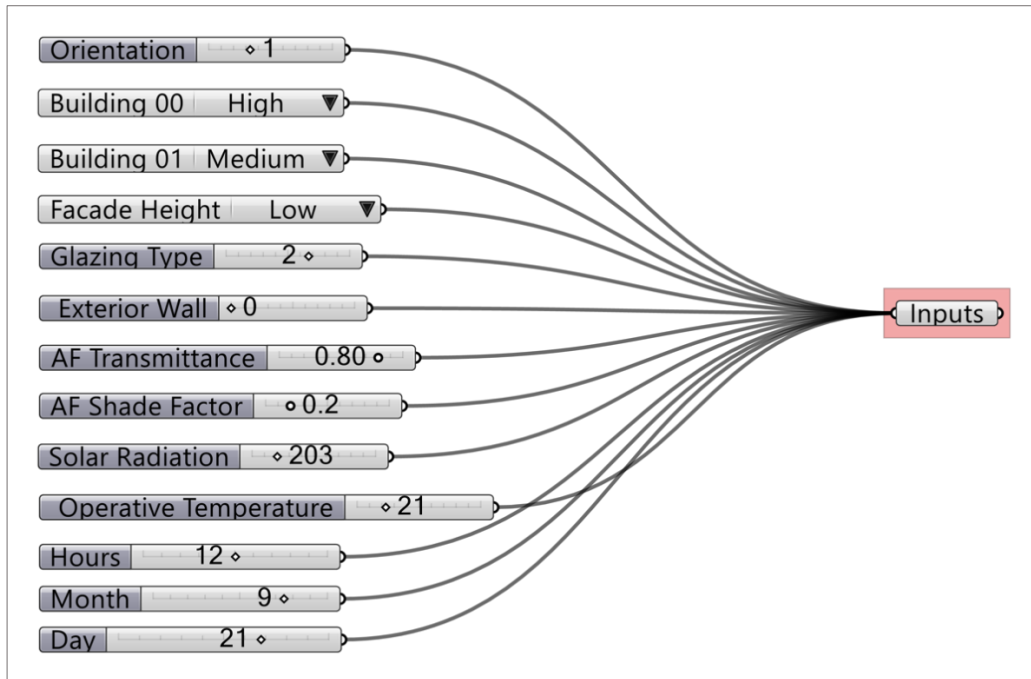 Orientation 1
Building 00 High
Building 01 Medium
Facade Height Low
Glazing Type 2
Exterior Wall 0
Inputs
AF Transmittance 0.80
AF Shade Factor 0.2
Solar Radiation 203
Operative Temperature 21
Hours 12
Month 9
Day 21